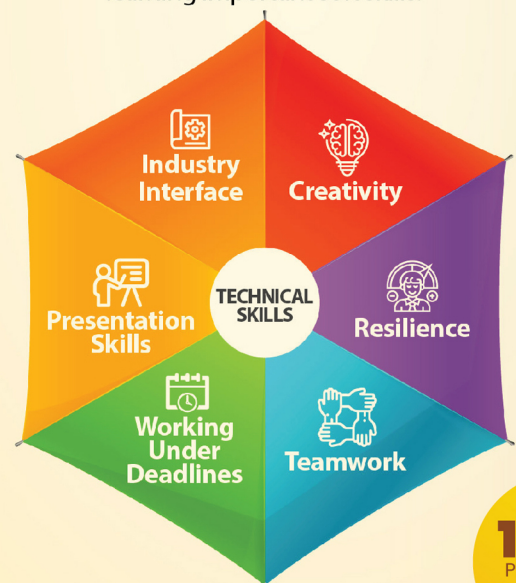 Industry
Interface
Creativity
Presentation
Skills
TECHNICAL
SKILLS
Resilience
Working
Under
Deadlines
Teamwork